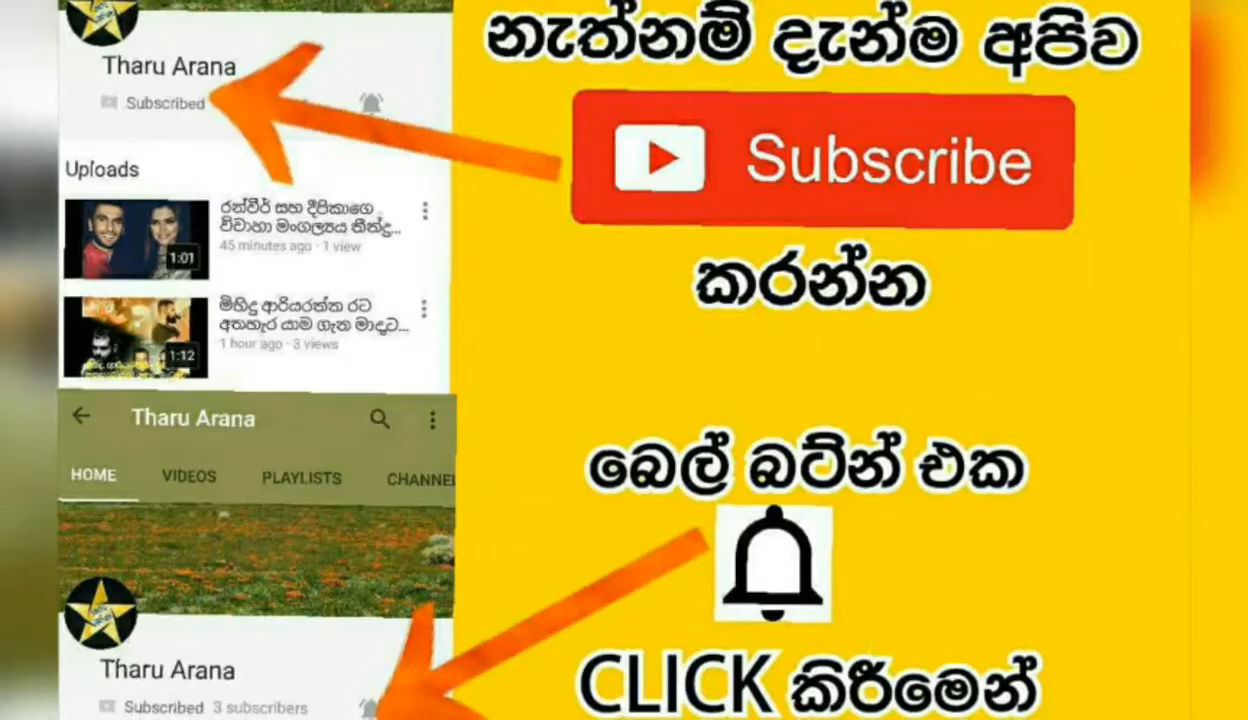 Tharu Arana
Subscribed
Uploads
රන්වීර් සහ දීපිකාගෙ
විවාහා මංගල්‍යය තීන්දු...
45 minutes ago · 1 view
1:01
මිහිදු ආරියරත්න රට
අතහැර යාම ගැන මාදුට...
1 hour ago · 3 views
1:12
Tharu Arana
HOME VIDEOS PLAYLISTS CHANNEL
Tharu Arana
Subscribed 3 subscribers
නැත්නම් දැන්ම අපිව
Subscribe
කරන්න
බෙල් බටන් එක
CLICK කිරීමෙන්